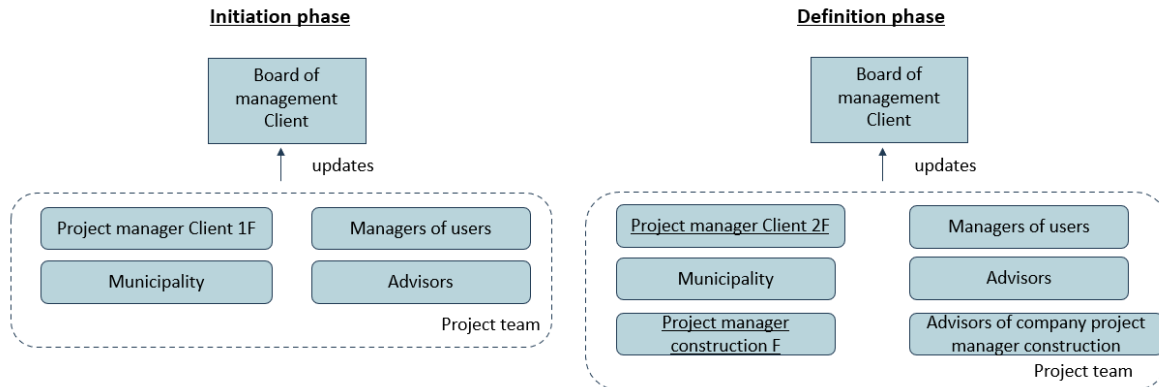 Initiation phase
Board of
management
Client
updates
Project manager Client 1F
Managers of users
Municipality
Advisors
Project team
Definition phase
Board of
management
Client
updates
Project manager Client 2F
Managers of users
Municipality
Advisors
Project manager
construction F
Advisors of company project
manager construction
Project team